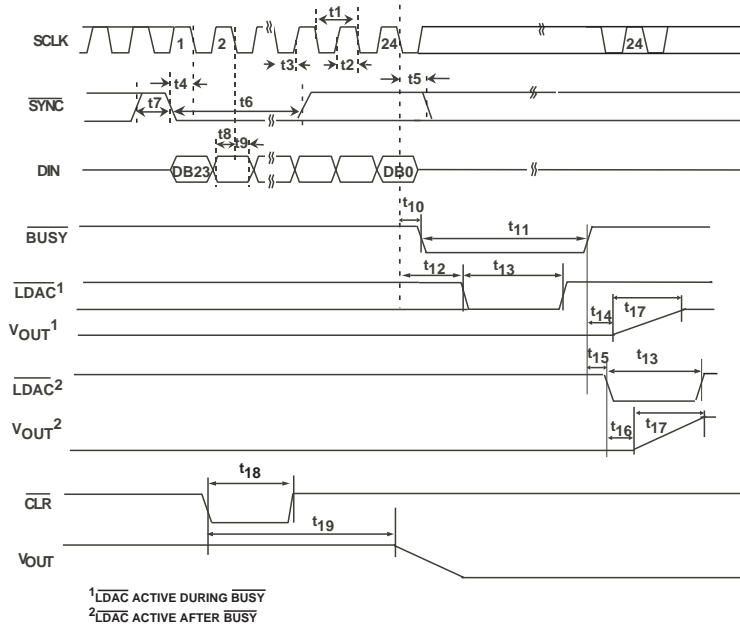 t1
SCLK
1
2
24
24
t3
t2
t4
t5
SYNC
t7
t6
t8
t9
DIN
DB23
DB0
t10
BUSY
t11
t12
t13
LDAC1
t14
t17
VOUT1
t15
t13
LDAC2
t16
t17
VOUT2
t18
CLR
t19
VOUT
1LDAC ACTIVE DURING BUSY
2LDAC ACTIVE AFTER BUSY